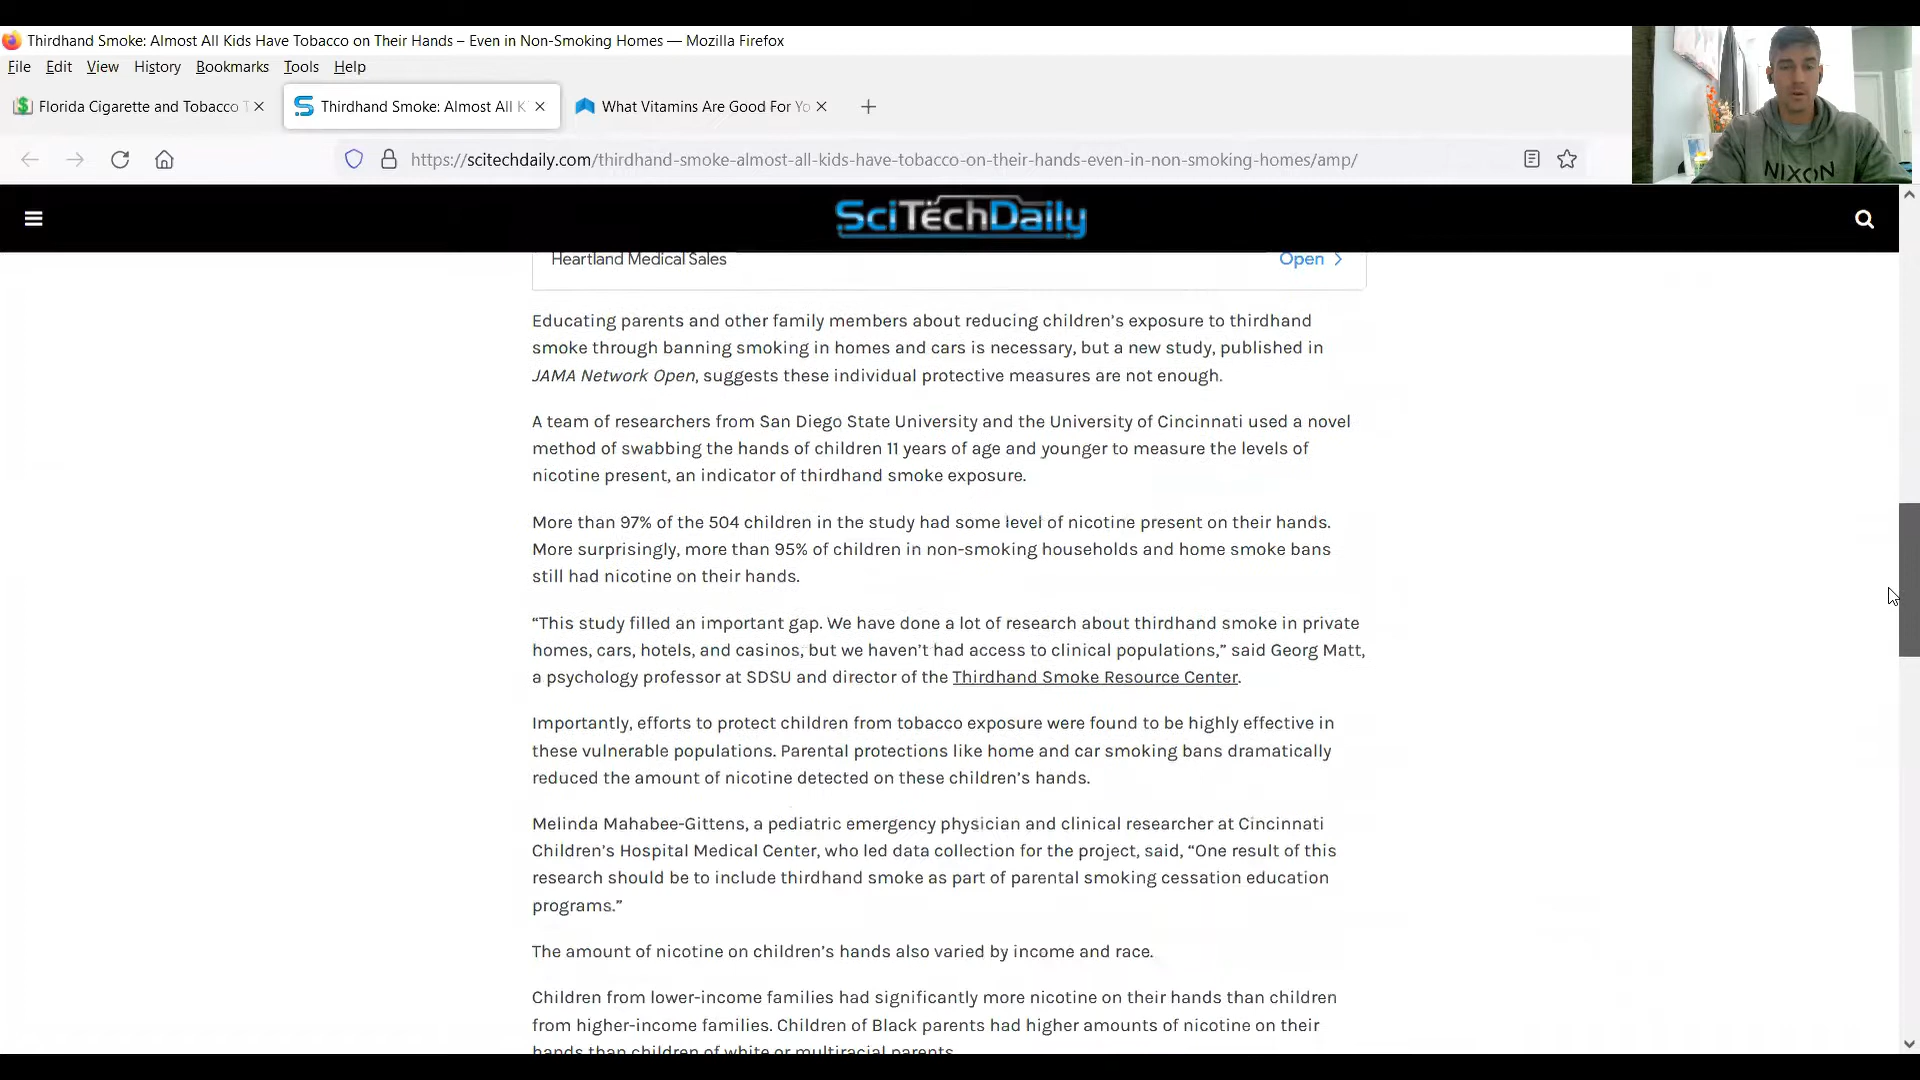 Thirdhand Smoke: Almost All Kids Have Tobacco on Their Hands – Even in Non-Smoking Homes — Mozilla Firefox
File Edit View History Bookmarks Tools Help
Florida Cigarette and Tobacco T
Thirdhand Smoke: Almost All K
What Vitamins Are Good For Yo
https://scitechdaily.com/thirdhand-smoke-almost-all-kids-have-tobacco-on-their-hands-even-in-non-smoking-homes/amp/
NIXON
SciTechDaily
Heartland Medical Sales
Open
Educating parents and other family members about reducing children’s exposure to thirdhand
smoke through banning smoking in homes and cars is necessary, but a new study, published in
JAMA Network Open, suggests these individual protective measures are not enough.
A team of researchers from San Diego State University and the University of Cincinnati used a novel
method of swabbing the hands of children 11 years of age and younger to measure the levels of
nicotine present, an indicator of thirdhand smoke exposure.
More than 97% of the 504 children in the study had some level of nicotine present on their hands.
More surprisingly, more than 95% of children in non-smoking households and home smoke bans
still had nicotine on their hands.
“This study filled an important gap. We have done a lot of research about thirdhand smoke in private
homes, cars, hotels, and casinos, but we haven’t had access to clinical populations,” said Georg Matt,
a psychology professor at SDSU and director of the Thirdhand Smoke Resource Center.
Importantly, efforts to protect children from tobacco exposure were found to be highly effective in
these vulnerable populations. Parental protections like home and car smoking bans dramatically
reduced the amount of nicotine detected on these children’s hands.
Melinda Mahabee-Gittens, a pediatric emergency physician and clinical researcher at Cincinnati
Children’s Hospital Medical Center, who led data collection for the project, said, “One result of this
research should be to include thirdhand smoke as part of parental smoking cessation education
programs.”
The amount of nicotine on children’s hands also varied by income and race.
Children from lower-income families had significantly more nicotine on their hands than children
from higher-income families. Children of Black parents had higher amounts of nicotine on their
hands than children of white or multiracial parents.